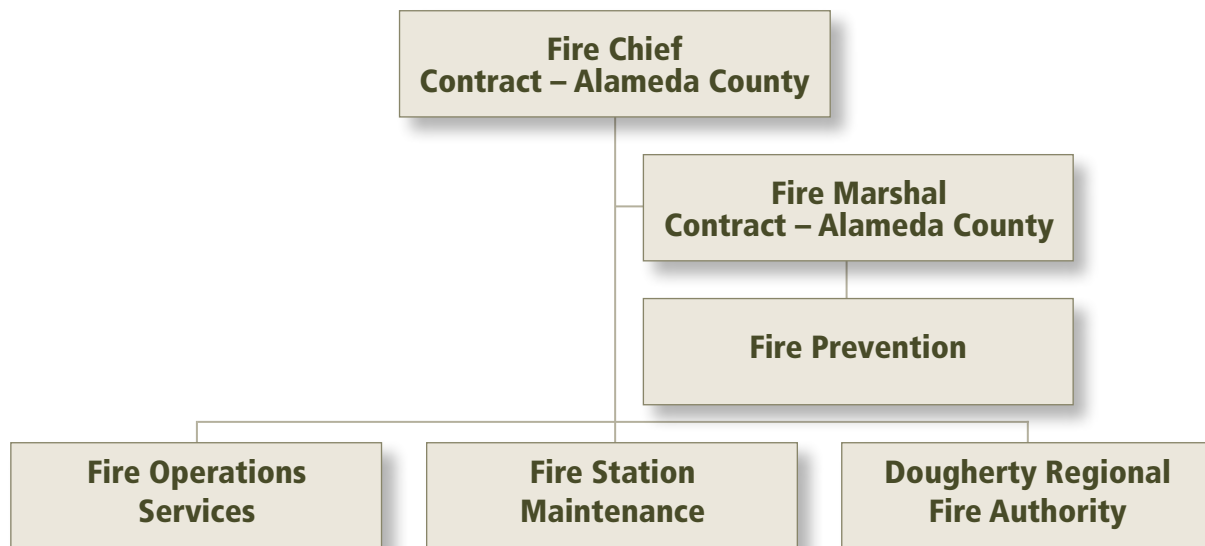 Fire Chief
Contract – Alameda County
Fire Marshal
Contract – Alameda County
Fire Prevention
Fire Operations
Services
Fire Station
Maintenance
Dougherty Regional
Fire Authority